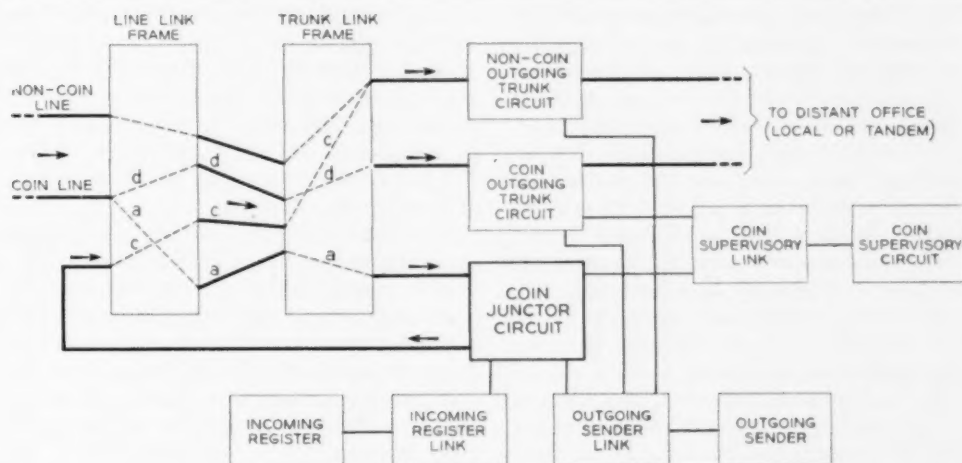 LINE LINK
FRAME
TRUNK LINK
FRAME
NON-COIN
LINE
COIN LINE
d
a
c
d
c
a
c
d
a
NON-COIN
OUTGOING
TRUNK
CIRCUIT
COIN
OUTGOING
TRUNK
CIRCUIT
COIN
JUNCTOR
CIRCUIT
TO DISTANT OFFICE
(LOCAL OR TANDEM)
COIN
SUPERVISORY
LINK
COIN
SUPERVISORY
CIRCUIT
INCOMING
REGISTER
INCOMING
REGISTER
LINK
OUTGOING
SENDER
LINK
OUTGOING
SENDER